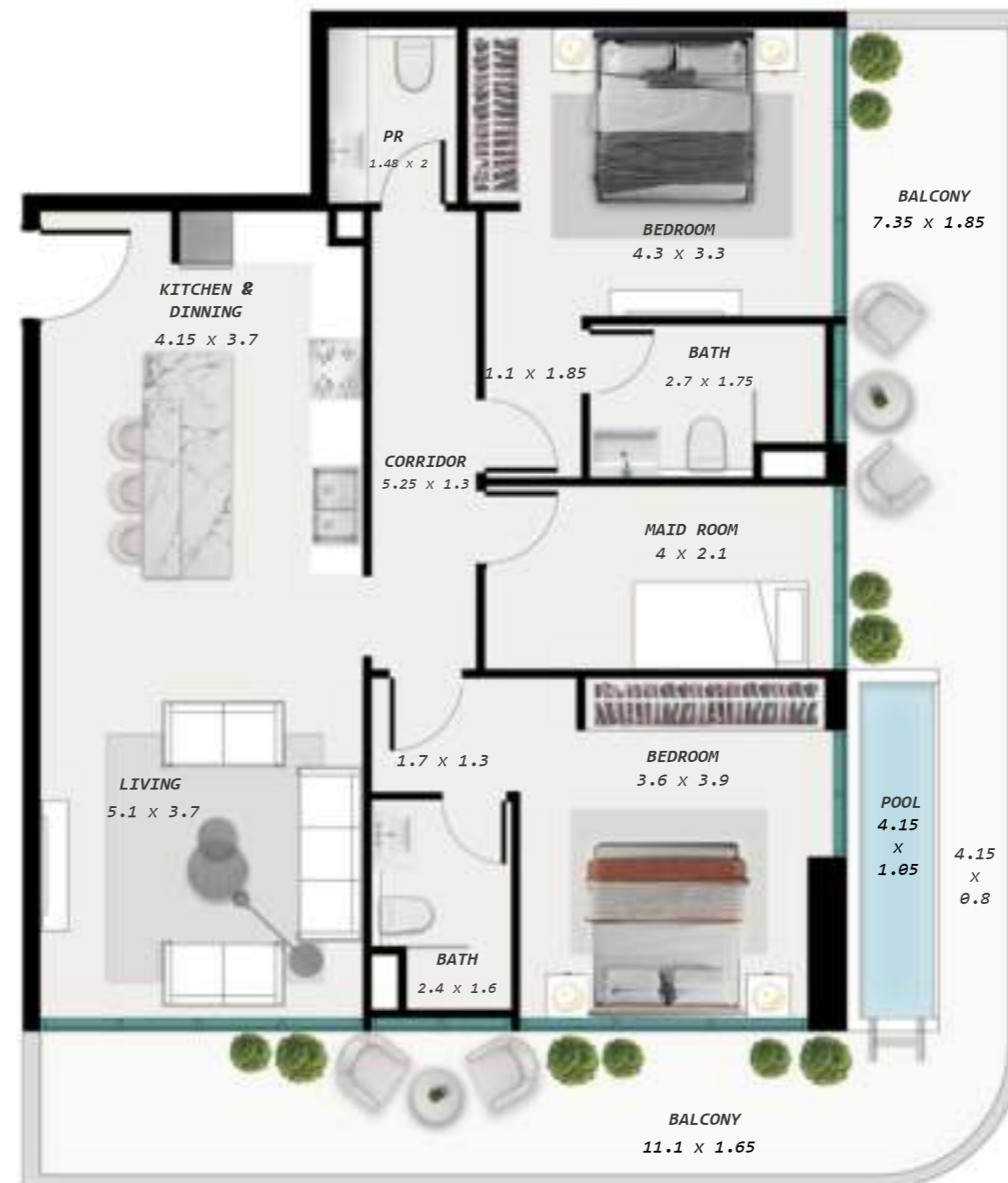 PR
1.48 x 2
BEDROOM
4.3 x 3.3
BALCONY
7.35 x 1.85
KITCHEN &
DINNING
4.15 x 3.7
1.1 x 1.85
BATH
2.7 x 1.75
CORRIDOR
5.25 x 1.3
MAID ROOM
4 x 2.1
1.7 x 1.3
BEDROOM
3.6 x 3.9
LIVING
5.1 x 3.7
POOL
4.15
x
1.05
4.15
x
0.8
BATH
2.4 x 1.6
BALCONY
11.1 x 1.65